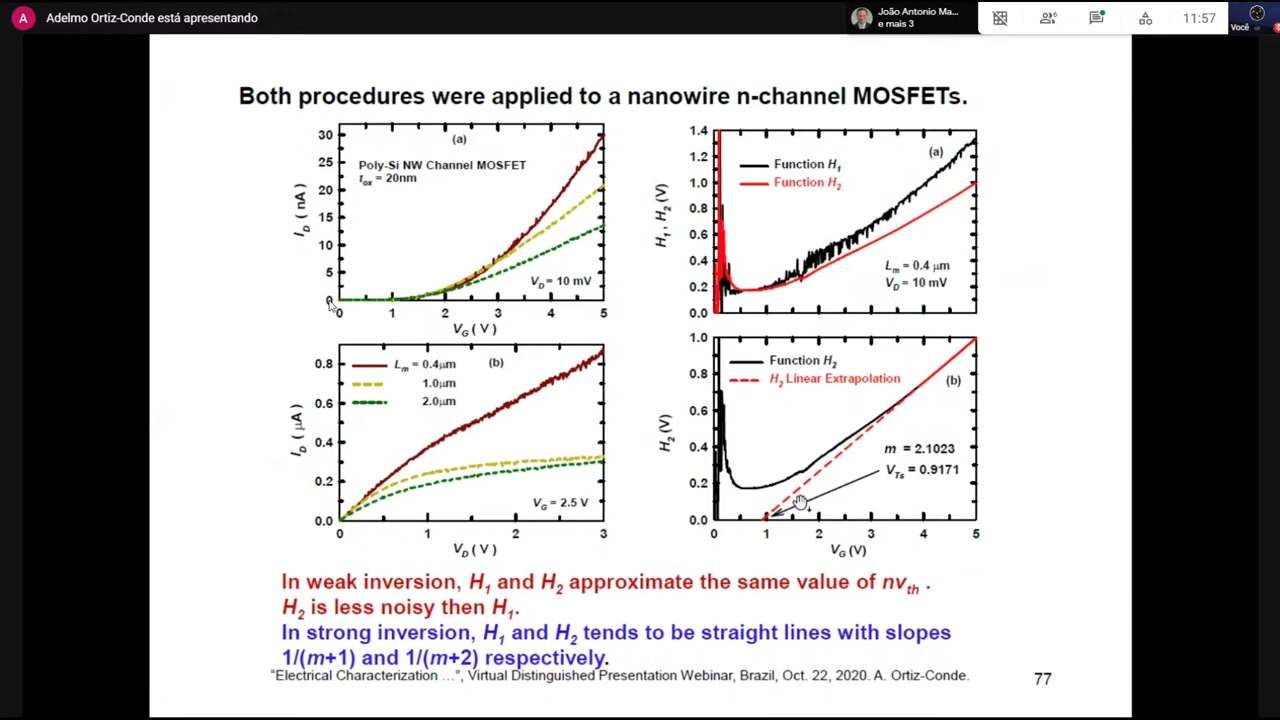 A
Adelmo Ortiz-Conde está apresentando
João Antonio Ma...
e mais 3
6
11:57
Você
Both procedures were applied to a nanowire n-channel MOSFETs.
(a)
Poly-Si NW Channel MOSFET
tox = 20nm
VD = 10 mV
ID ( nA)
30
25
20
15
10
5
0
0 1 2 3 4 5
VG ( V )
(b)
Lm = 0.4μm
1.0μm
2.0μm
VG = 2.5 V
ID ( μA)
0.8
0.6
0.4
0.2
0.0
0 1 2 3
VD ( V )
(a)
Function H1
Function H2
Lm = 0.4 μm
VD = 10 mV
H1 , H2 (V)
1.4
1.2
1.0
0.8
0.6
0.4
0.2
0.0
Function H2
H2 Linear Extrapolation
(b)
m = 2.1023
VTs = 0.9171
H2 (V)
1.0
0.8
0.6
0.4
0.2
0.0
0 1 2 3 4 5
VG (V)
In weak inversion, H1 and H2 approximate the same value of nvth .
H2 is less noisy then H1.
In strong inversion, H1 and H2 tends to be straight lines with slopes
1/(m+1) and 1/(m+2) respectively.
“Electrical Characterization ...”, Virtual Distinguished Presentation Webinar, Brazil, Oct. 22, 2020. A. Ortiz-Conde.
77